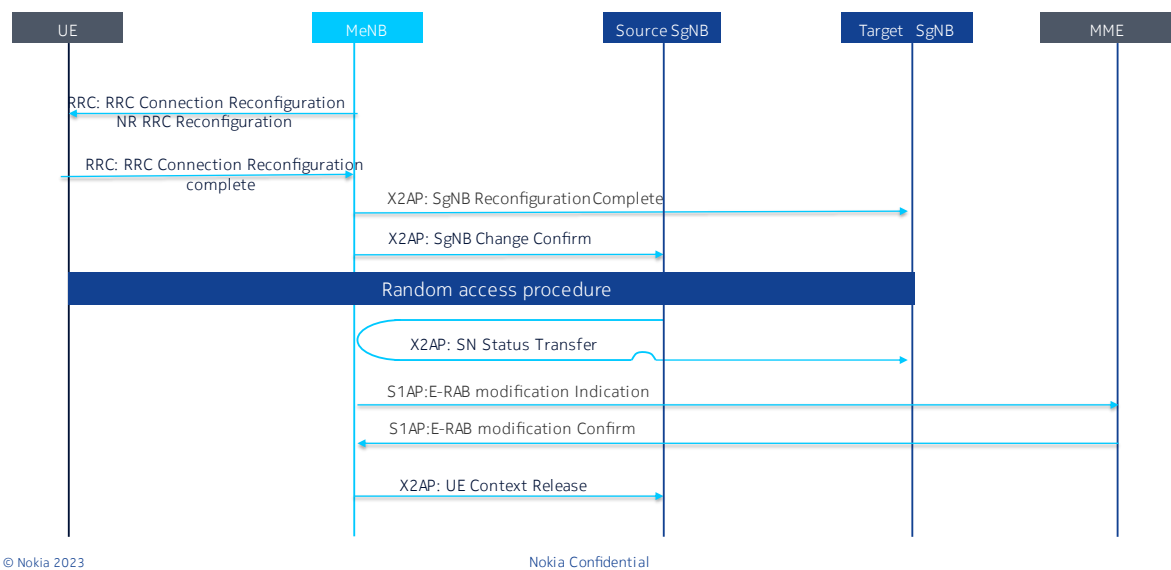 UE
MeNB
Source SgNB
Target SgNB
MME
RRC: RRC Connection Reconfiguration
NR RRC Reconfiguration
RRC: RRC Connection Reconfiguration
complete
X2AP: SgNB Reconfiguration Complete
X2AP: SgNB Change Confirm
Random access procedure
X2AP: SN Status Transfer
S1AP:E-RAB modification Indication
S1AP:E-RAB modification Confirm
X2AP: UE Context Release
© Nokia 2023
Nokia Confidential